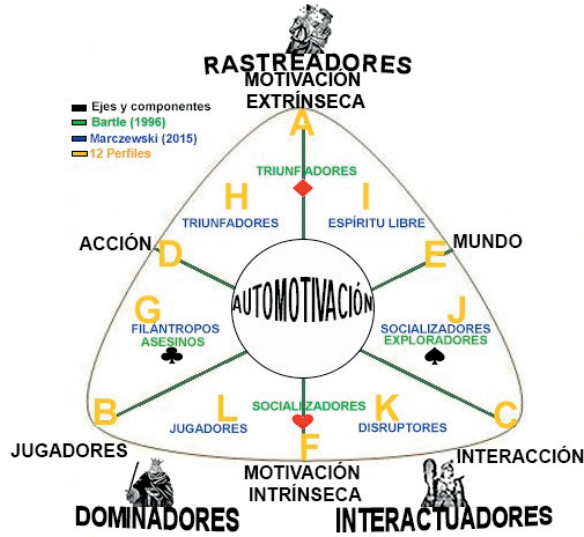 RASTREADORES
MOTIVACIÓN
EXTRÍNSECA
Ejes y componentes
Bartle (1996)
Marczewski (2015)
12 Perfiles
A
TRIUNFADORES
H
I
TRIUNFADORES
ESPÍRITU LIBRE
ACCIÓN
MUNDO
D
E
AUTOMOTIVACIÓN
G
J
FILÁNTROPOS
SOCIALIZADORES
ASESINOS
EXPLORADORES
B
L
SOCIALIZADORES
K
C
JUGADORES
DISRUPTORES
F
JUGADORES
INTERACCIÓN
MOTIVACIÓN
INTRÍNSECA
DOMINADORES
INTERACTUADORES